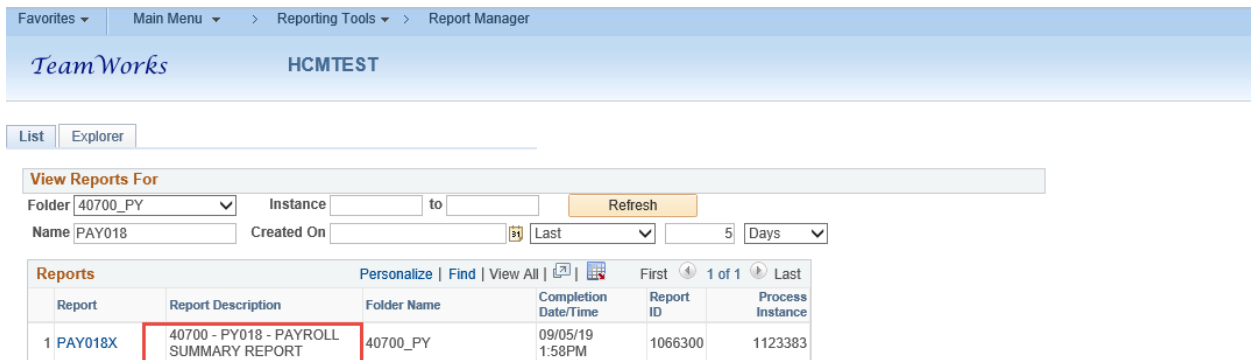 Favorites Main Menu > Reporting Tools > Report Manager
TeamWorks HCMTEST
List Explorer
View Reports For
Folder 40700_PY Instance to Refresh
Name PAY018 Created On 31 Last 5 Days
Reports Personalize | Find | View All | | First 1 of 1 Last
Report Report Description Folder Name Completion Date/Time Report ID Process Instance
1 PAY018X 40700 - PY018 - PAYROLL SUMMARY REPORT 40700_PY 09/05/19 1:58PM 1066300 1123383